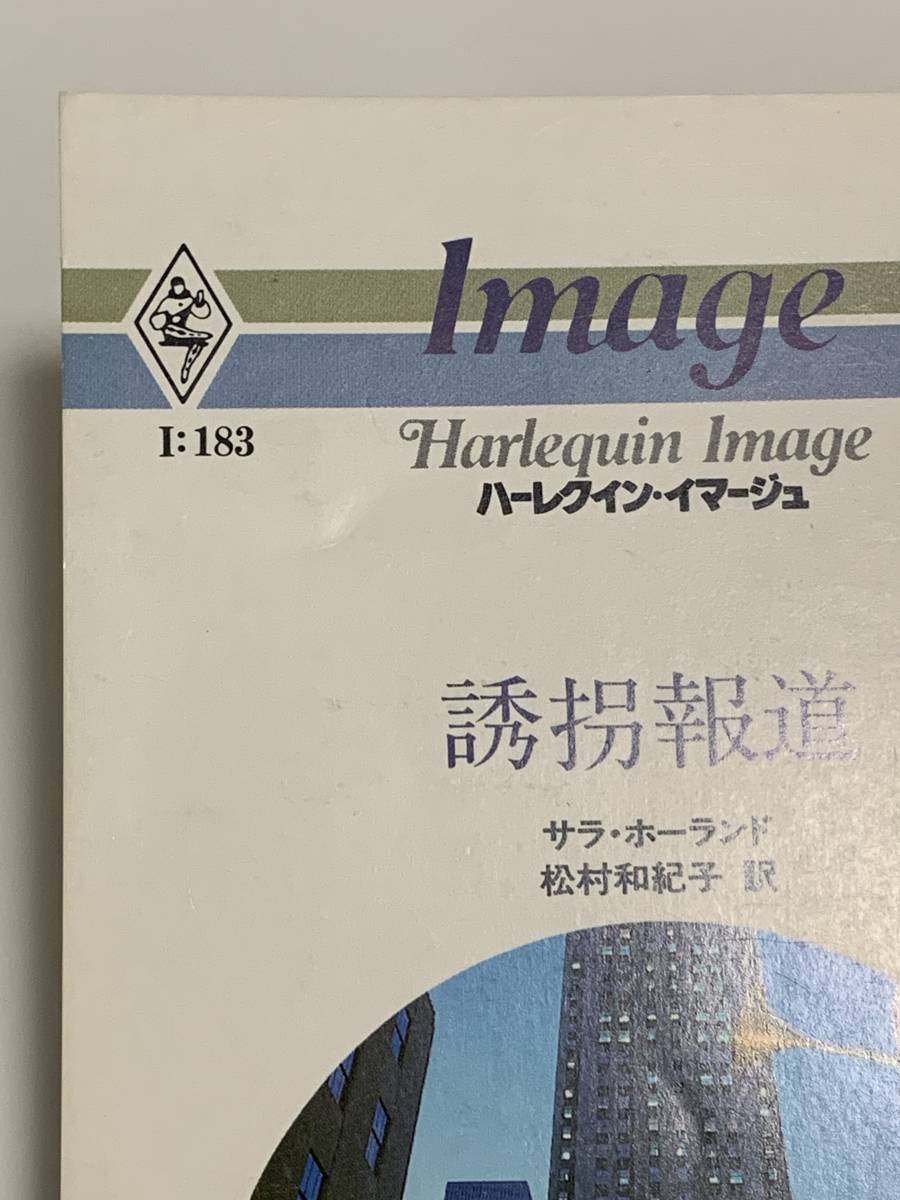 Image
I:183
Harlequin Image
ハーレクイン・イマージュ
誘拐報道
サラ・ホーランド
松村和紀子 訳